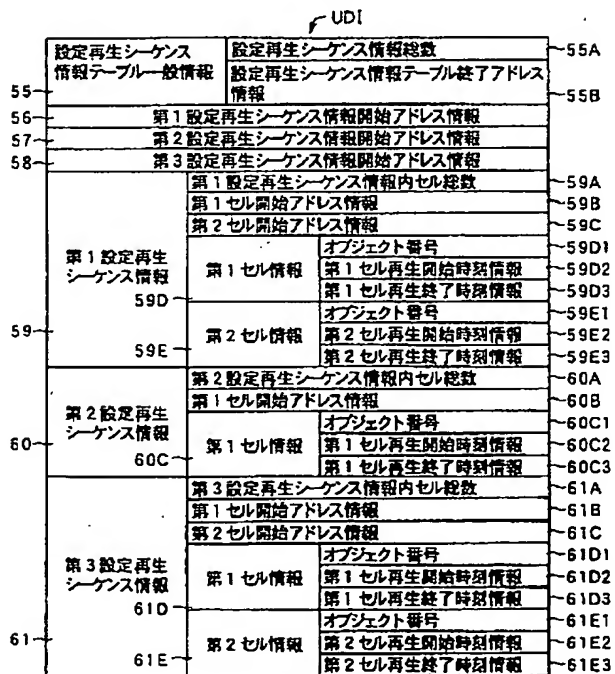 UDI
設定再生シーケンス
情報テーブル一般情報
設定再生シーケンス情報総数
55A
設定再生シーケンス情報テーブル終了アドレス
情報
55B
55
56
第1設定再生シーケンス情報開始アドレス情報
57
第2設定再生シーケンス情報開始アドレス情報
58
第3設定再生シーケンス情報開始アドレス情報
第1設定再生シーケンス情報内セル総数
59A
第1セル開始アドレス情報
59B
第2セル開始アドレス情報
59C
第1設定再生
シーケンス情報
59
第1セル情報
59D
オブジェクト番号
59D1
第1セル再生開始時刻情報
59D2
第1セル再生終了時刻情報
59D3
第2セル情報
59E
オブジェクト番号
59E1
第2セル再生開始時刻情報
59E2
第2セル再生終了時刻情報
59E3
第2設定再生シーケンス情報内セル総数
60A
第1セル開始アドレス情報
60B
第2設定再生
シーケンス情報
60
第1セル情報
60C
オブジェクト番号
60C1
第1セル再生開始時刻情報
60C2
第1セル再生終了時刻情報
60C3
第3設定再生シーケンス情報内セル総数
61A
第1セル開始アドレス情報
61B
第2セル開始アドレス情報
61C
第3設定再生
シーケンス情報
61
第1セル情報
61D
オブジェクト番号
61D1
第1セル再生開始時刻情報
61D2
第1セル再生終了時刻情報
61D3
第2セル情報
61E
オブジェクト番号
61E1
第2セル再生開始時刻情報
61E2
第2セル再生終了時刻情報
61E3